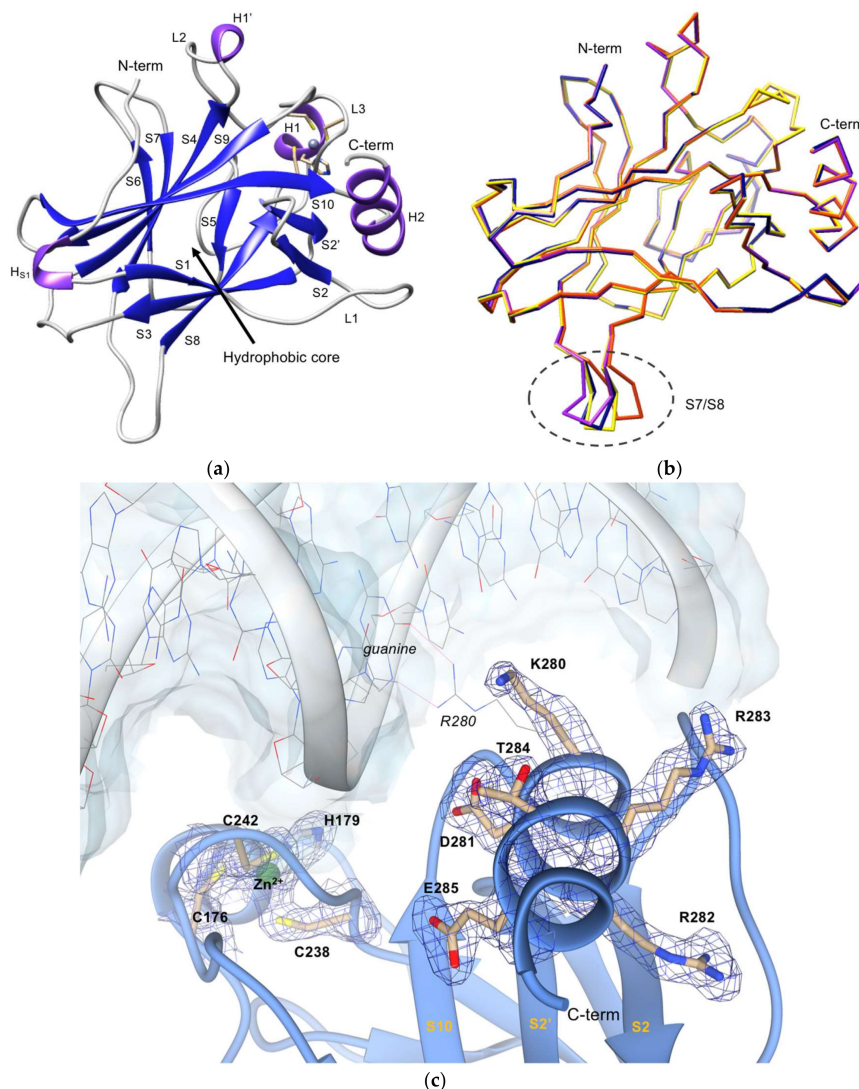 H1'
L2
N-term
L3
S7
S4
S9
H1
C-term
S6
S10
H2
S5
S2'
HS1
S1
S2
S3
S8
L1
Hydrophobic core
(a)
N-term
C-term
S7/S8
(b)
guanine
K280
R280
R283
T284
C242
H179
D281
Zn2+
E285
C176
R282
C238
C-term
S10
S2'
S2
(c)